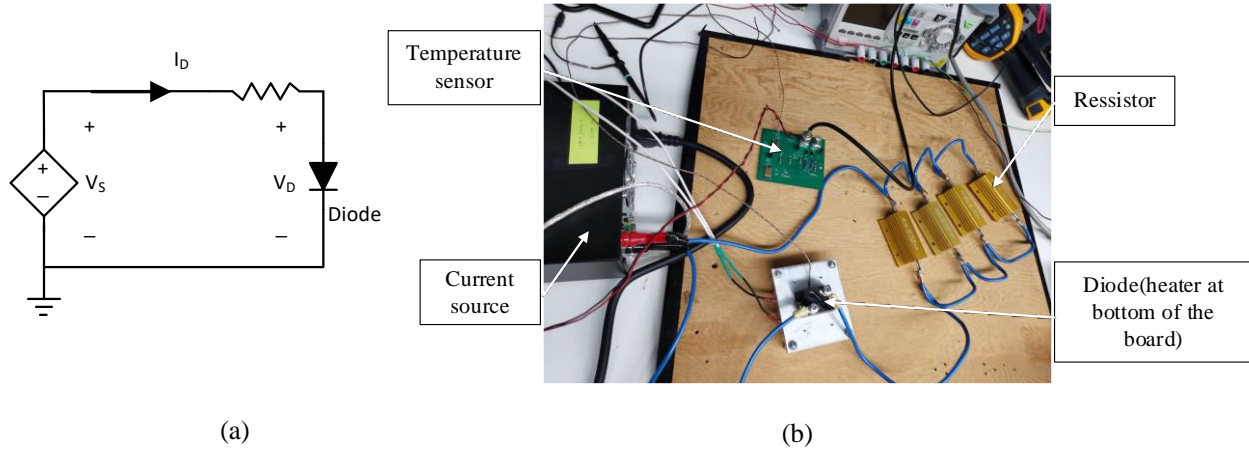 I_D
+
+
+
−
V_S
V_D
Diode
−
−
(a)
Temperature
sensor
Current
source
Ressistor
Diode(heater at
bottom of the
board)
(b)